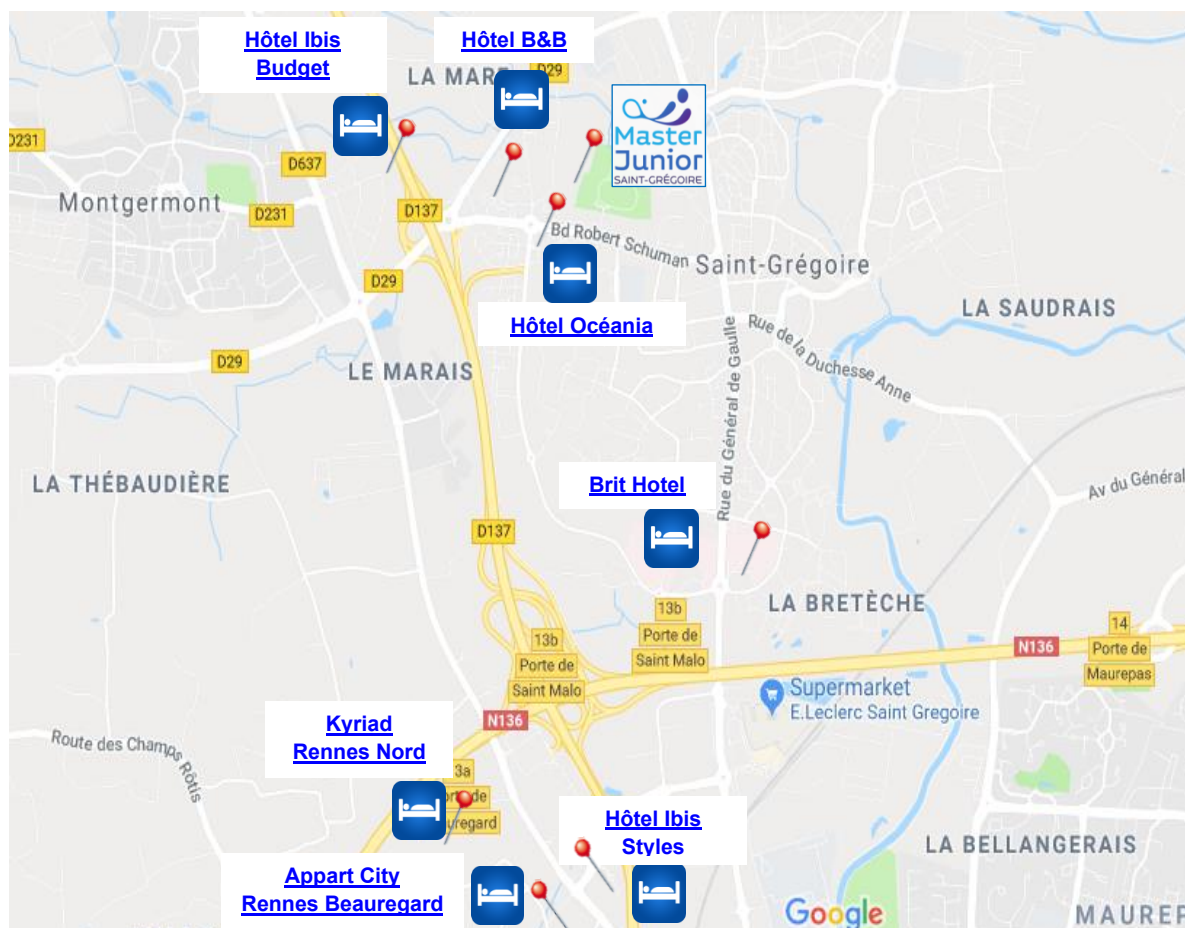 Hôtel Ibis
Budget
Hôtel B&B
LA MARE
D29
Master
Junior
SAINT-GRÉGOIRE
D231
D637
Montgermont
D231
D137
Bd Robert Schuman
Saint-Grégoire
D29
Hôtel Océania
LA SAUDRAIS
Rue de la Duchesse Anne
D29
LE MARAIS
Rue du Général de Gaulle
LA THÉBAUDIÈRE
Brit Hotel
Av du Général
D137
LA BRETÈCHE
13b
Porte de
Saint Malo
13b
Porte de
Saint Malo
N136
14
Porte de
Maurepas
Supermarket
E.Leclerc Saint Gregoire
N136
Kyriad
Rennes Nord
Route des Champs Rôtis
Hôtel Ibis
Styles
LA BELLANGERAIS
Appart City
Rennes Beauregard
Google
MAUREP